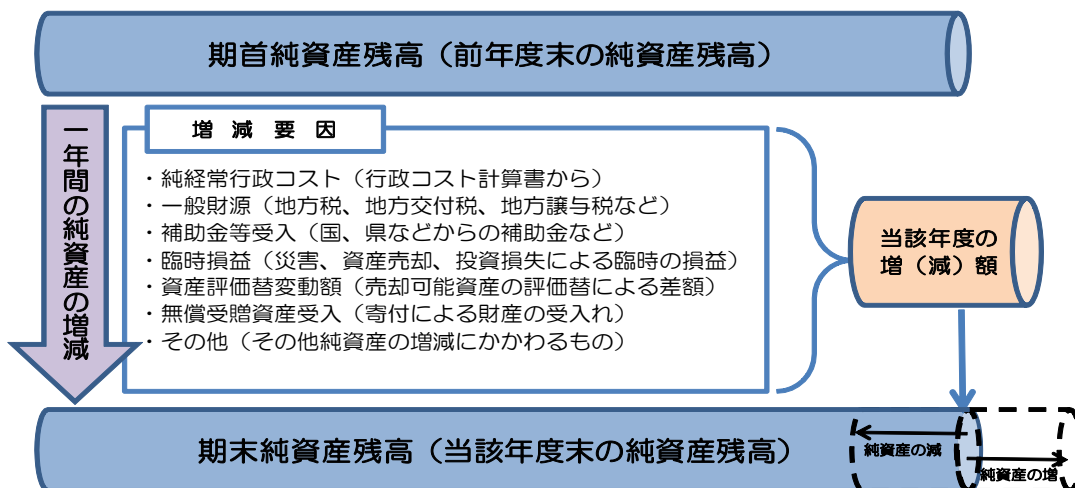 期首純資産残高（前年度末の純資産残高）
一年間の純資産の増減
増減要因
・純経常行政コスト（行政コスト計算書から）
・一般財源（地方税、地方交付税、地方譲与税など）
・補助金等受入（国、県などからの補助金など）
・臨時損益（災害、資産売却、投資損失による臨時の損益）
・資産評価替変動額（売却可能資産の評価替による差額）
・無償受贈資産受入（寄付による財産の受入れ）
・その他（その他純資産の増減にかかわるもの）
当該年度の
増（減）額
期末純資産残高（当該年度末の純資産残高）
純資産の減
純資産の増